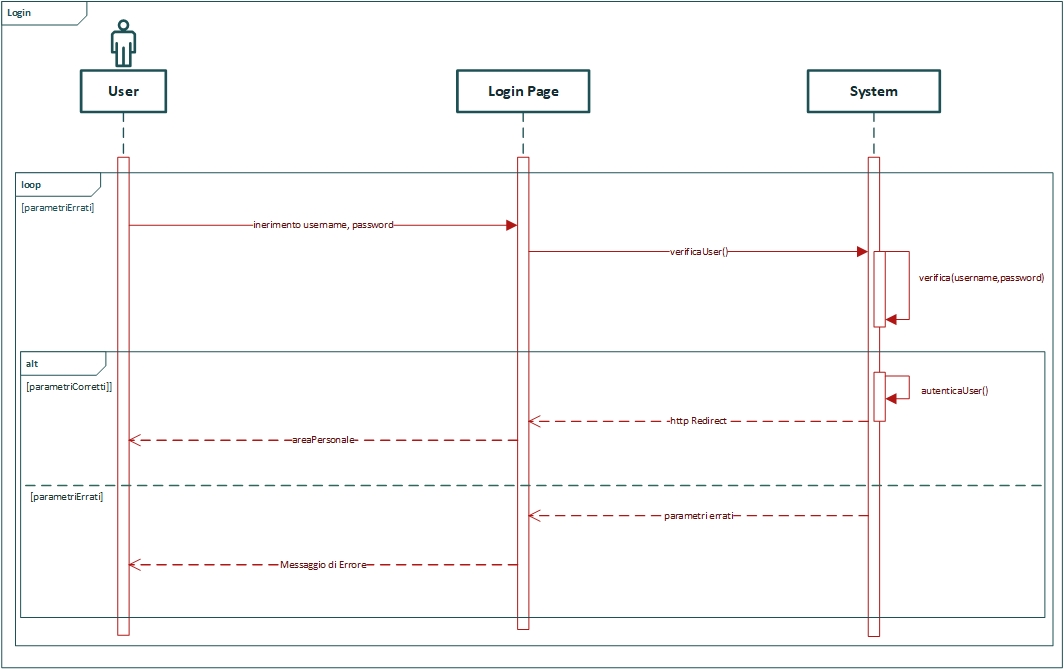 Login
User
Login Page
System
loop
[parametriErrati]
inerimento username, password
verificaUser()
verifica(username,password)
alt
[parametriCorretti]]
autenticaUser()
http Redirect
areaPersonale
[parametriErrati]
parametri errati
Messaggio di Errore